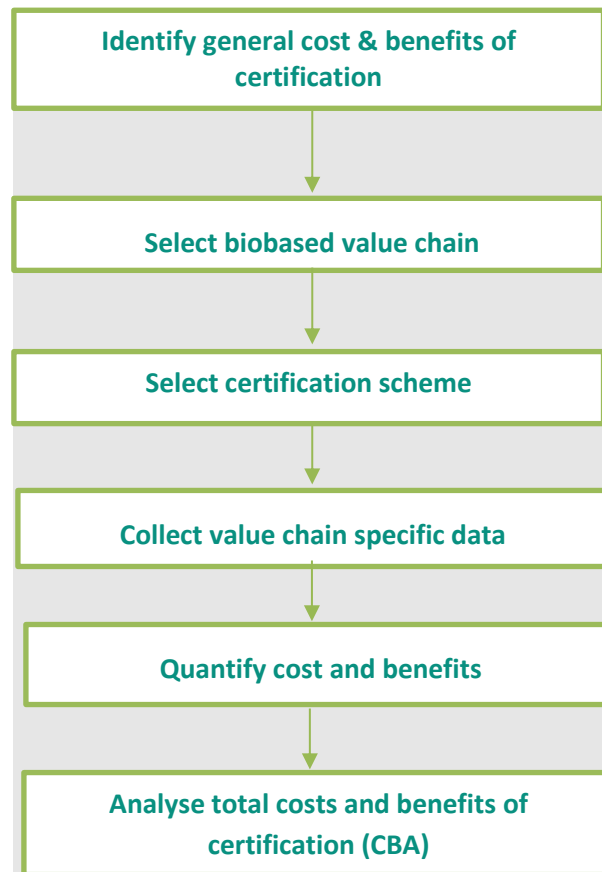 Identify general cost & benefits of
certification
Select biobased value chain
Select certification scheme
Collect value chain specific data
Quantify cost and benefits
Analyse total costs and benefits of
certification (CBA)